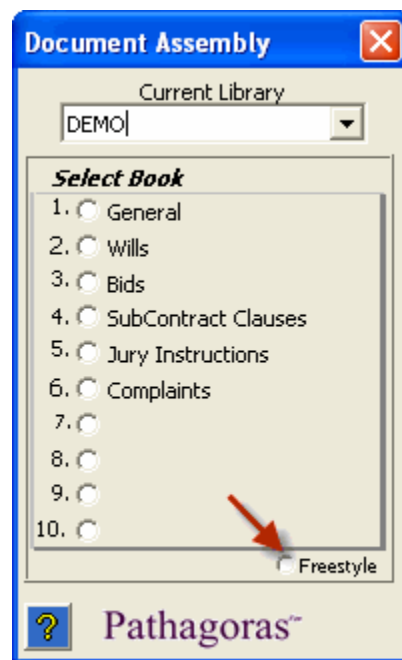 Document Assembly
Current Library
DEMO
Select Book
1. General
2. Wills
3. Bids
4. SubContract Clauses
5. Jury Instructions
6. Complaints
7.
8.
9.
10.
Freestyle
? Pathagoras™